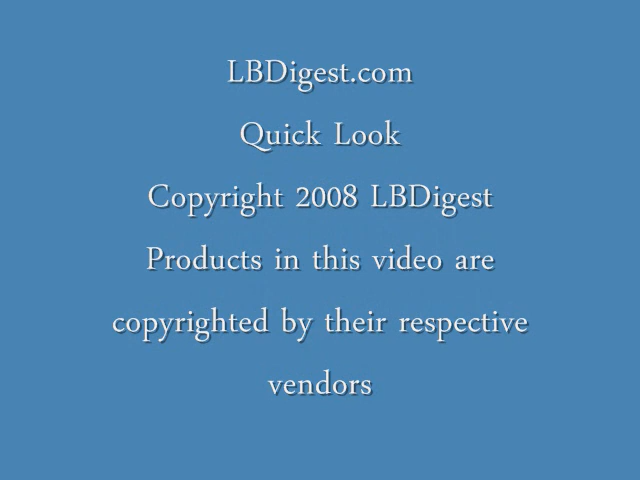 LBDigest.com
Quick Look
Copyright 2008 LBDigest
Products in this video are
copyrighted by their respective
vendors